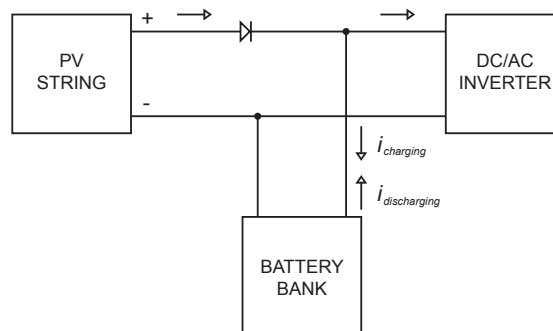 +
PV
STRING
-
DC/AC
INVERTER
i charging
i discharging
BATTERY
BANK